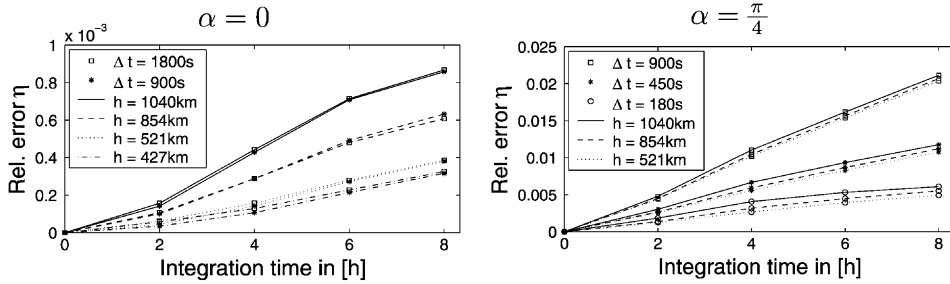 α = 0
× 10⁻³
1
0.8
0.6
0.4
0.2
0
Rel. error η
Δ t = 1800s
Δ t = 900s
h = 1040km
h = 854km
h = 521km
h = 427km
0 2 4 6 8
Integration time in [h]
α = π/4
0.025
0.02
0.015
0.01
0.005
0
Rel. error η
Δ t = 900s
Δ t = 450s
Δ t = 180s
h = 1040km
h = 854km
h = 521km
0 2 4 6 8
Integration time in [h]